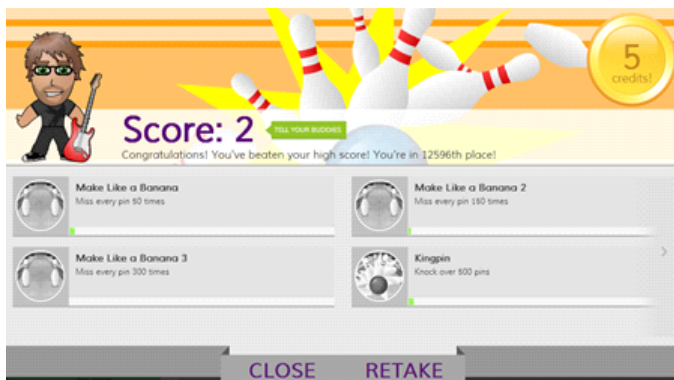 5
credits!
Score: 2
TELL YOUR BUDDIES
Congratulations! You've beaten your high score! You're in 12596th place!
Make Like a Banana
Miss every pin 50 times
Make Like a Banana 2
Miss every pin 150 times
Make Like a Banana 3
Miss every pin 300 times
Kingpin
Knock over 500 pins
CLOSE
RETAKE